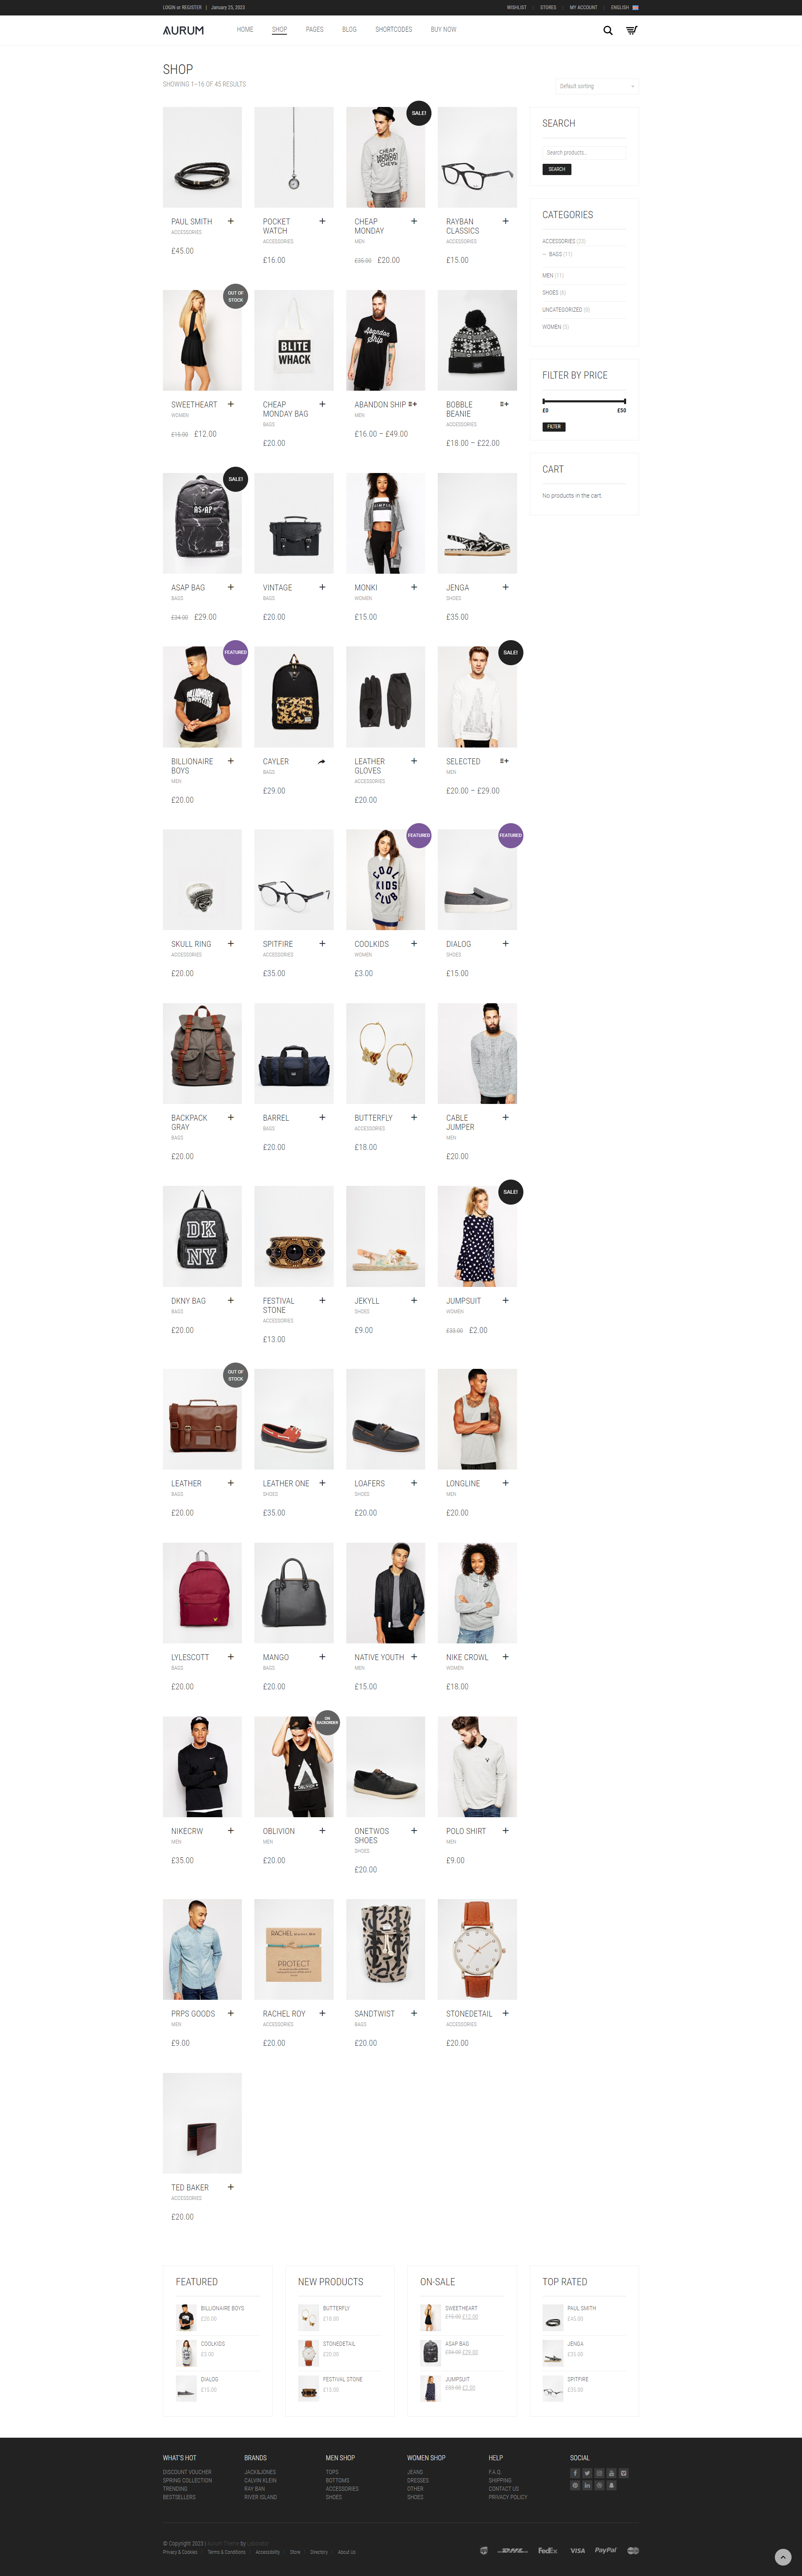 LOGIN or REGISTER | January 25, 2023
WISHLIST STORES MY ACCOUNT ENGLISH
AURUM HOME SHOP PAGES BLOG SHORTCODES BUY NOW
SHOP
SHOWING 1–16 OF 45 RESULTS
Default sorting
SALE!
CHEAP MONDAY
PAUL SMITH
ACCESSORIES
£45.00
POCKET WATCH
ACCESSORIES
£16.00
CHEAP MONDAY
MEN
£35.00 £20.00
RAYBAN CLASSICS
ACCESSORIES
£15.00
SEARCH
Search products…
SEARCH
CATEGORIES
ACCESSORIES (23)
BAGS (11)
MEN (11)
SHOES (6)
UNCATEGORIZED (0)
WOMEN (5)
FILTER BY PRICE
£0 £50
FILTER
CART
No products in the cart.
OUT OF STOCK
BLITE WHACK
Abandon Ship
SWEETHEART
WOMEN
£15.00 £12.00
CHEAP MONDAY BAG
BAGS
£20.00
ABANDON SHIP
MEN
£16.00 – £49.00
BOBBLE BEANIE
ACCESSORIES
£18.00 – £22.00
SALE!
ASAP BAG
BAGS
£34.00 £29.00
VINTAGE
BAGS
£20.00
MONKI
WOMEN
£15.00
JENGA
SHOES
£35.00
FEATURED
SALE!
BILLIONAIRE BOYS
MEN
£20.00
CAYLER
BAGS
£29.00
LEATHER GLOVES
ACCESSORIES
£20.00
SELECTED
MEN
£20.00 – £29.00
FEATURED
FEATURED
COOL KIDS CLUB
SKULL RING
ACCESSORIES
£20.00
SPITFIRE
ACCESSORIES
£35.00
COOLKIDS
WOMEN
£3.00
DIALOG
SHOES
£15.00
BACKPACK GRAY
BAGS
£20.00
BARREL
BAGS
£20.00
BUTTERFLY
ACCESSORIES
£18.00
CABLE JUMPER
MEN
£20.00
DK NY
SALE!
DKNY BAG
BAGS
£20.00
FESTIVAL STONE
ACCESSORIES
£13.00
JEKYLL
SHOES
£9.00
JUMPSUIT
WOMEN
£33.00 £2.00
OUT OF STOCK
LEATHER
BAGS
£20.00
LEATHER ONE
SHOES
£35.00
LOAFERS
SHOES
£20.00
LONGLINE
MEN
£20.00
LYLESCOTT
BAGS
£20.00
MANGO
BAGS
£20.00
NATIVE YOUTH
MEN
£15.00
NIKE CROWL
WOMEN
£18.00
ON BACKORDER
OBLIVION
NIKECRW
MEN
£35.00
OBLIVION
MEN
£20.00
ONETWOS SHOES
SHOES
£20.00
POLO SHIRT
MEN
£9.00
RACHEL
PROTECT
PRPS GOODS
MEN
£9.00
RACHEL ROY
ACCESSORIES
£20.00
SANDTWIST
BAGS
£20.00
STONEDETAIL
ACCESSORIES
£20.00
TED BAKER
ACCESSORIES
£20.00
FEATURED
BILLIONAIRE BOYS
£20.00
COOLKIDS
£3.00
DIALOG
£15.00
NEW PRODUCTS
BUTTERFLY
£18.00
STONEDETAIL
£20.00
FESTIVAL STONE
£13.00
ON-SALE
SWEETHEART
£15.00 £12.00
ASAP BAG
£34.00 £29.00
JUMPSUIT
£33.00 £2.00
TOP RATED
PAUL SMITH
£45.00
JENGA
£35.00
SPITFIRE
£35.00
WHAT'S HOT
DISCOUNT VOUCHER
SPRING COLLECTION
TRENDING
BESTSELLERS
BRANDS
JACK&JONES
CALVIN KLEIN
RAY BAN
RIVER ISLAND
MEN SHOP
TOPS
BOTTOMS
ACCESSORIES
SHOES
WOMEN SHOP
JEANS
DRESSES
OTHER
SHOES
HELP
F.A.Q.
SHIPPING
CONTACT US
PRIVACY POLICY
SOCIAL
© Copyright 2023 | Aurum Theme by Laborator
Privacy & Cookies Terms & Conditions Accessibility Store Directory About Us
FedEx VISA PayPal